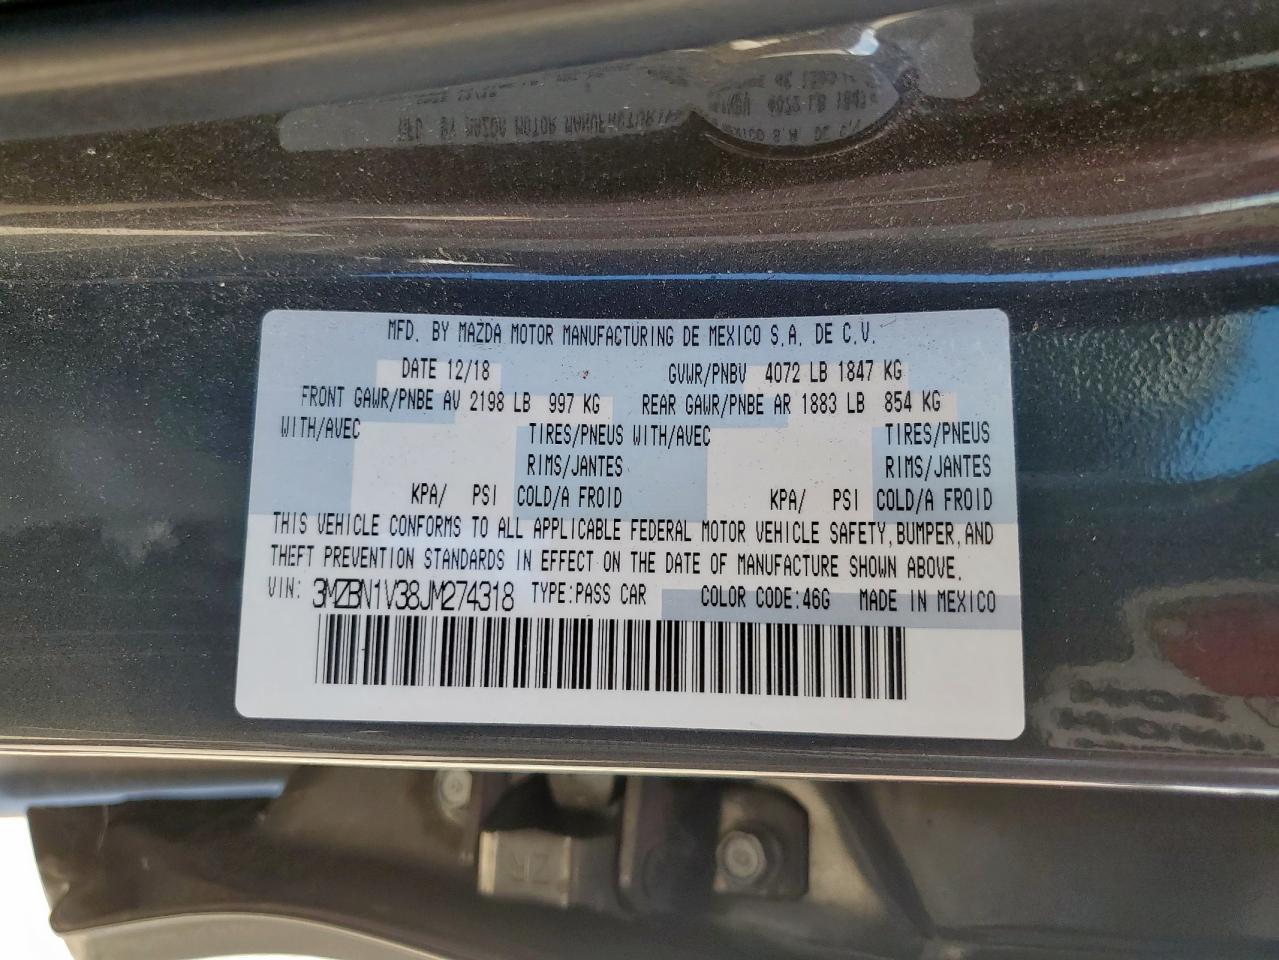 MFD. BY MAZDA MOTOR MANUFACTURING DE MEXICO S.A. DE C.V.
DATE 12/18 GVWR/PNBV 4072 LB 1847 KG
FRONT GAWR/PNBE AV 2198 LB 997 KG REAR GAWR/PNBE AR 1883 LB 854 KG
WITH/AVEC TIRES/PNEUS WITH/AVEC TIRES/PNEUS
RIMS/JANTES RIMS/JANTES
KPA/ PSI COLD/A FROID KPA/ PSI COLD/A FROID
THIS VEHICLE CONFORMS TO ALL APPLICABLE FEDERAL MOTOR VEHICLE SAFETY, BUMPER, AND
THEFT PREVENTION STANDARDS IN EFFECT ON THE DATE OF MANUFACTURE SHOWN ABOVE.
VIN: 3MZBN1V38JM274318 TYPE:PASS CAR COLOR CODE:46G MADE IN MEXICO